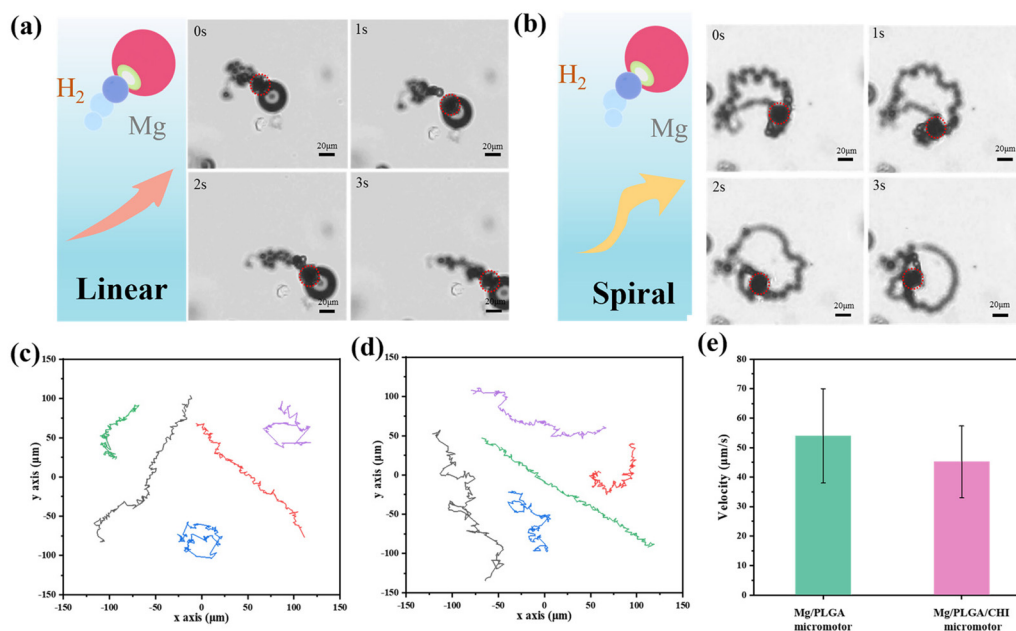 (a)
H2
Mg
Linear
0s
20μm
1s
20μm
2s
20μm
3s
20μm
(b)
H2
Mg
Spiral
0s
20μm
1s
20μm
2s
20μm
3s
20μm
(c)
y axis (μm)
150
100
50
0
-50
-100
-150
-150 -100 -50 0 50 100 150
x axis (μm)
(d)
y axis (μm)
150
100
50
0
-50
-100
-150
-150 -100 -50 0 50 100 150
x axis (μm)
(e)
Velocity (μm/s)
80
70
60
50
40
30
20
10
0
Mg/PLGA
micromotor
Mg/PLGA/CHI
micromotor